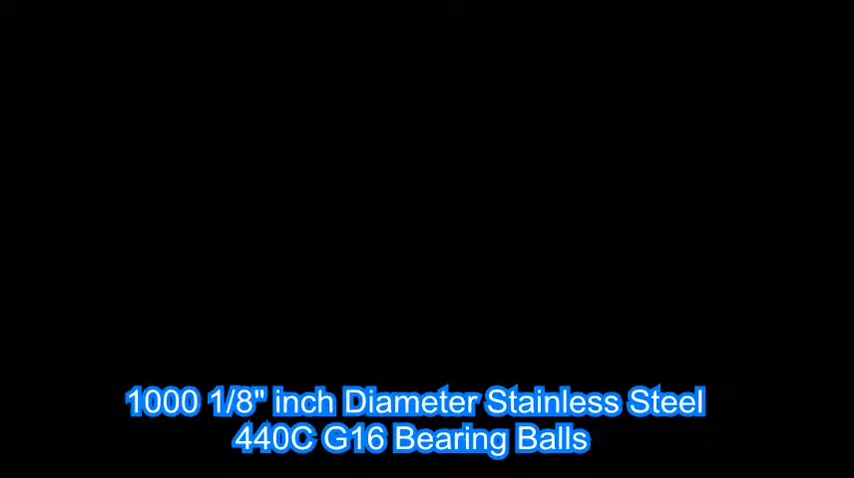 1000 1/8" inch Diameter Stainless Steel
440C G16 Bearing Balls